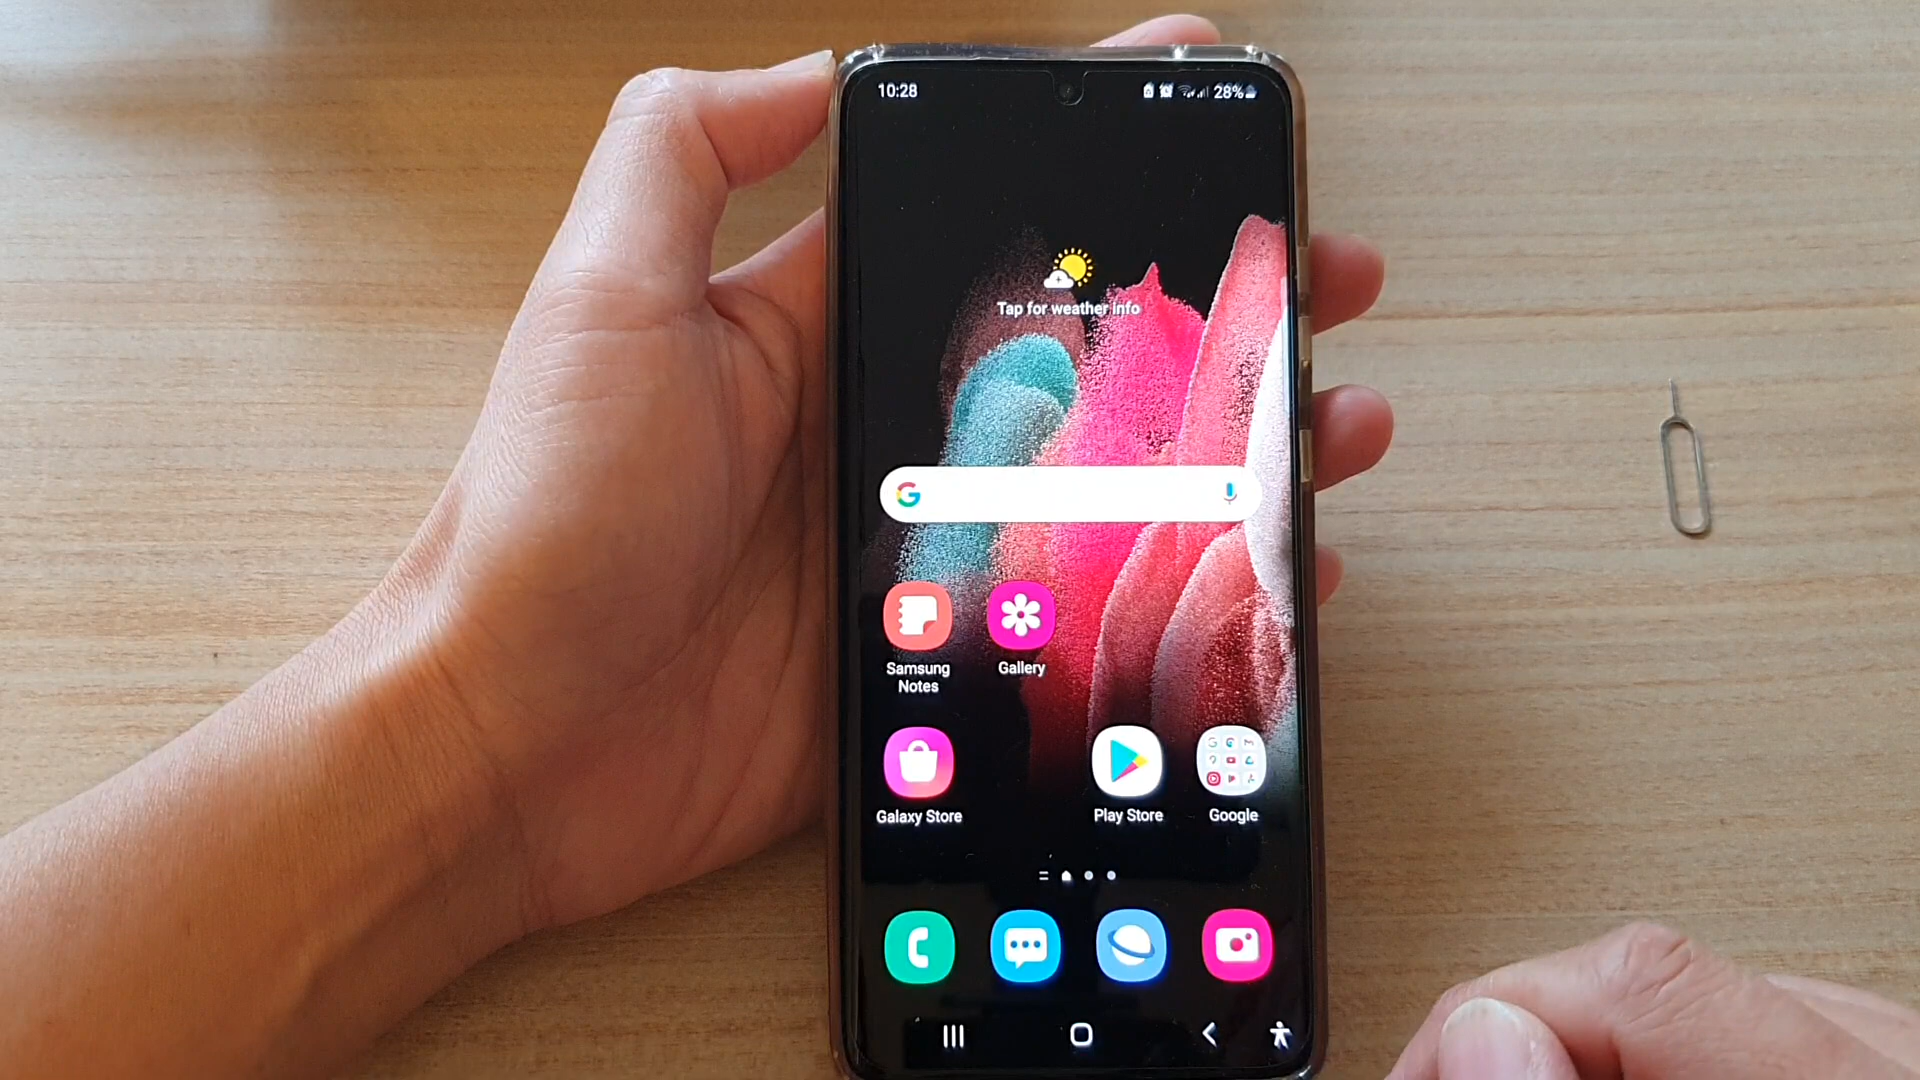 10:28
28%
Tap for weather info
G
Samsung
Notes
Gallery
Galaxy Store
Play Store
Google